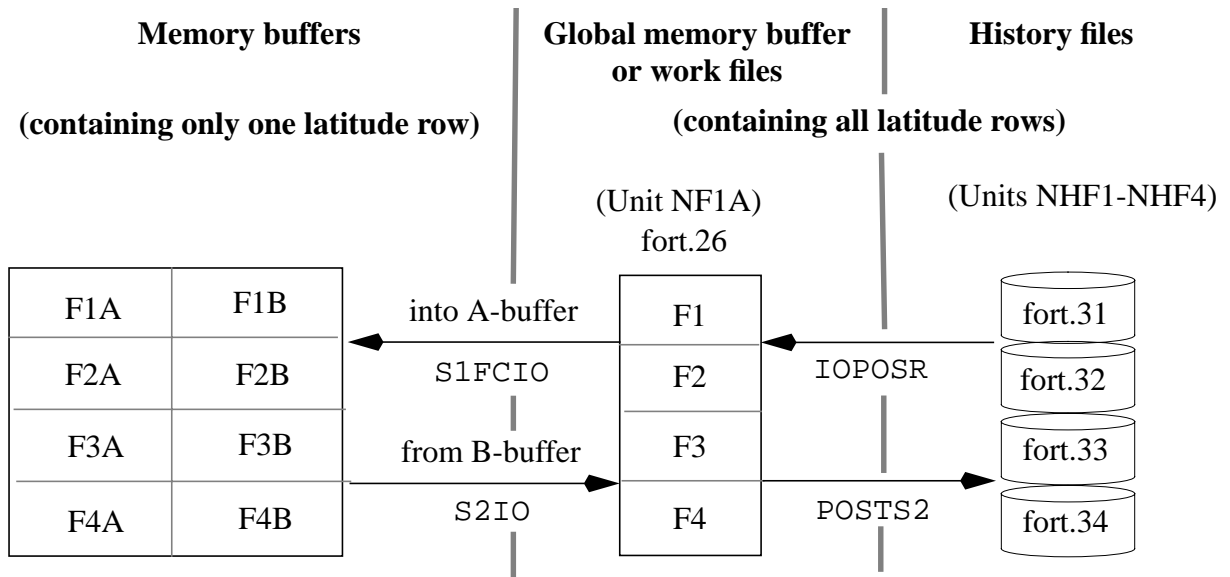 Memory buffers
(containing only one latitude row)
Global memory buffer
or work files
History files
(containing all latitude rows)
(Unit NF1A)
fort.26
(Units NHF1-NHF4)
F1A
F1B
F2A
F2B
F3A
F3B
F4A
F4B
into A-buffer
S1FCIO
from B-buffer
S2IO
F1
F2
F3
F4
IOPOSR
POSTS2
fort.31
fort.32
fort.33
fort.34